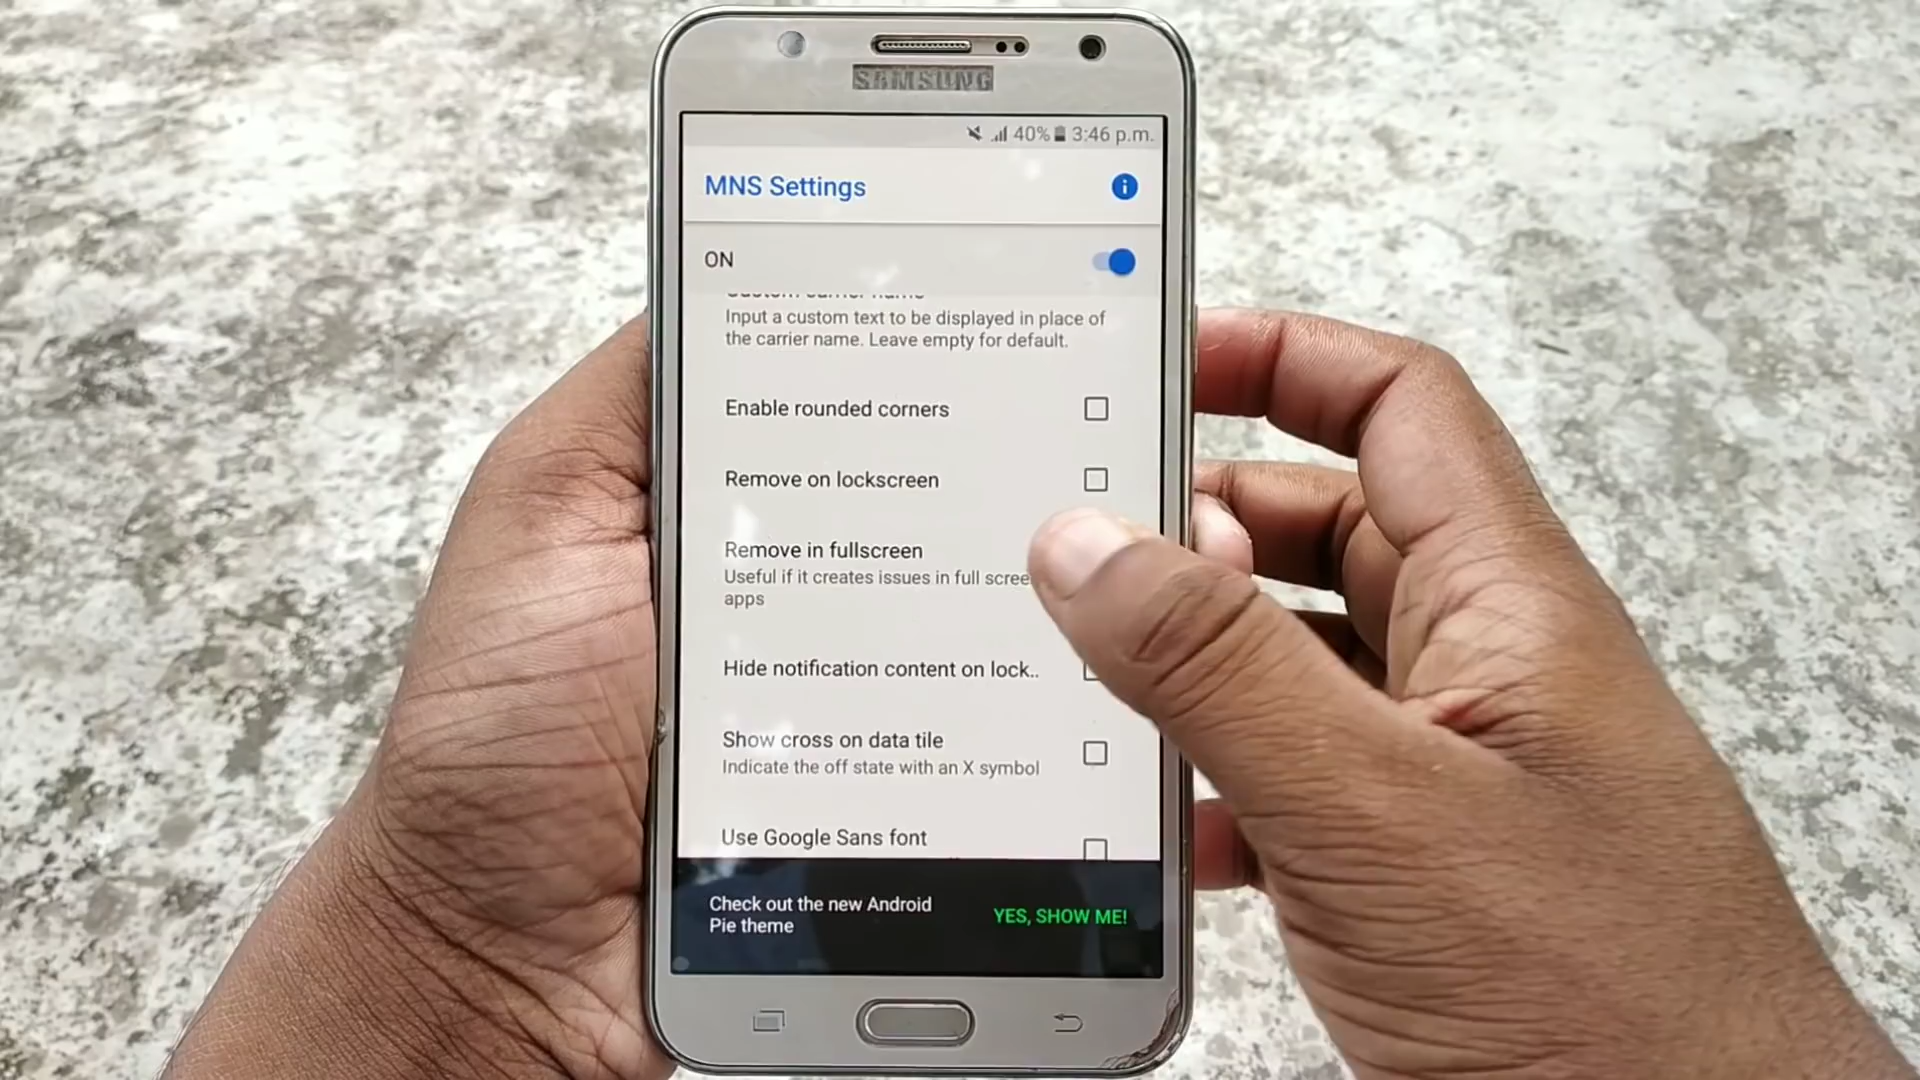 SAMSUNG
40% 3:46 p.m.
MNS Settings
ON
Custom carrier name
Input a custom text to be displayed in place of
the carrier name. Leave empty for default.
Enable rounded corners
Remove on lockscreen
Remove in fullscreen
Useful if it creates issues in full scree
apps
Hide notification content on lock..
Show cross on data tile
Indicate the off state with an X symbol
Use Google Sans font
Check out the new Android
Pie theme
YES, SHOW ME!